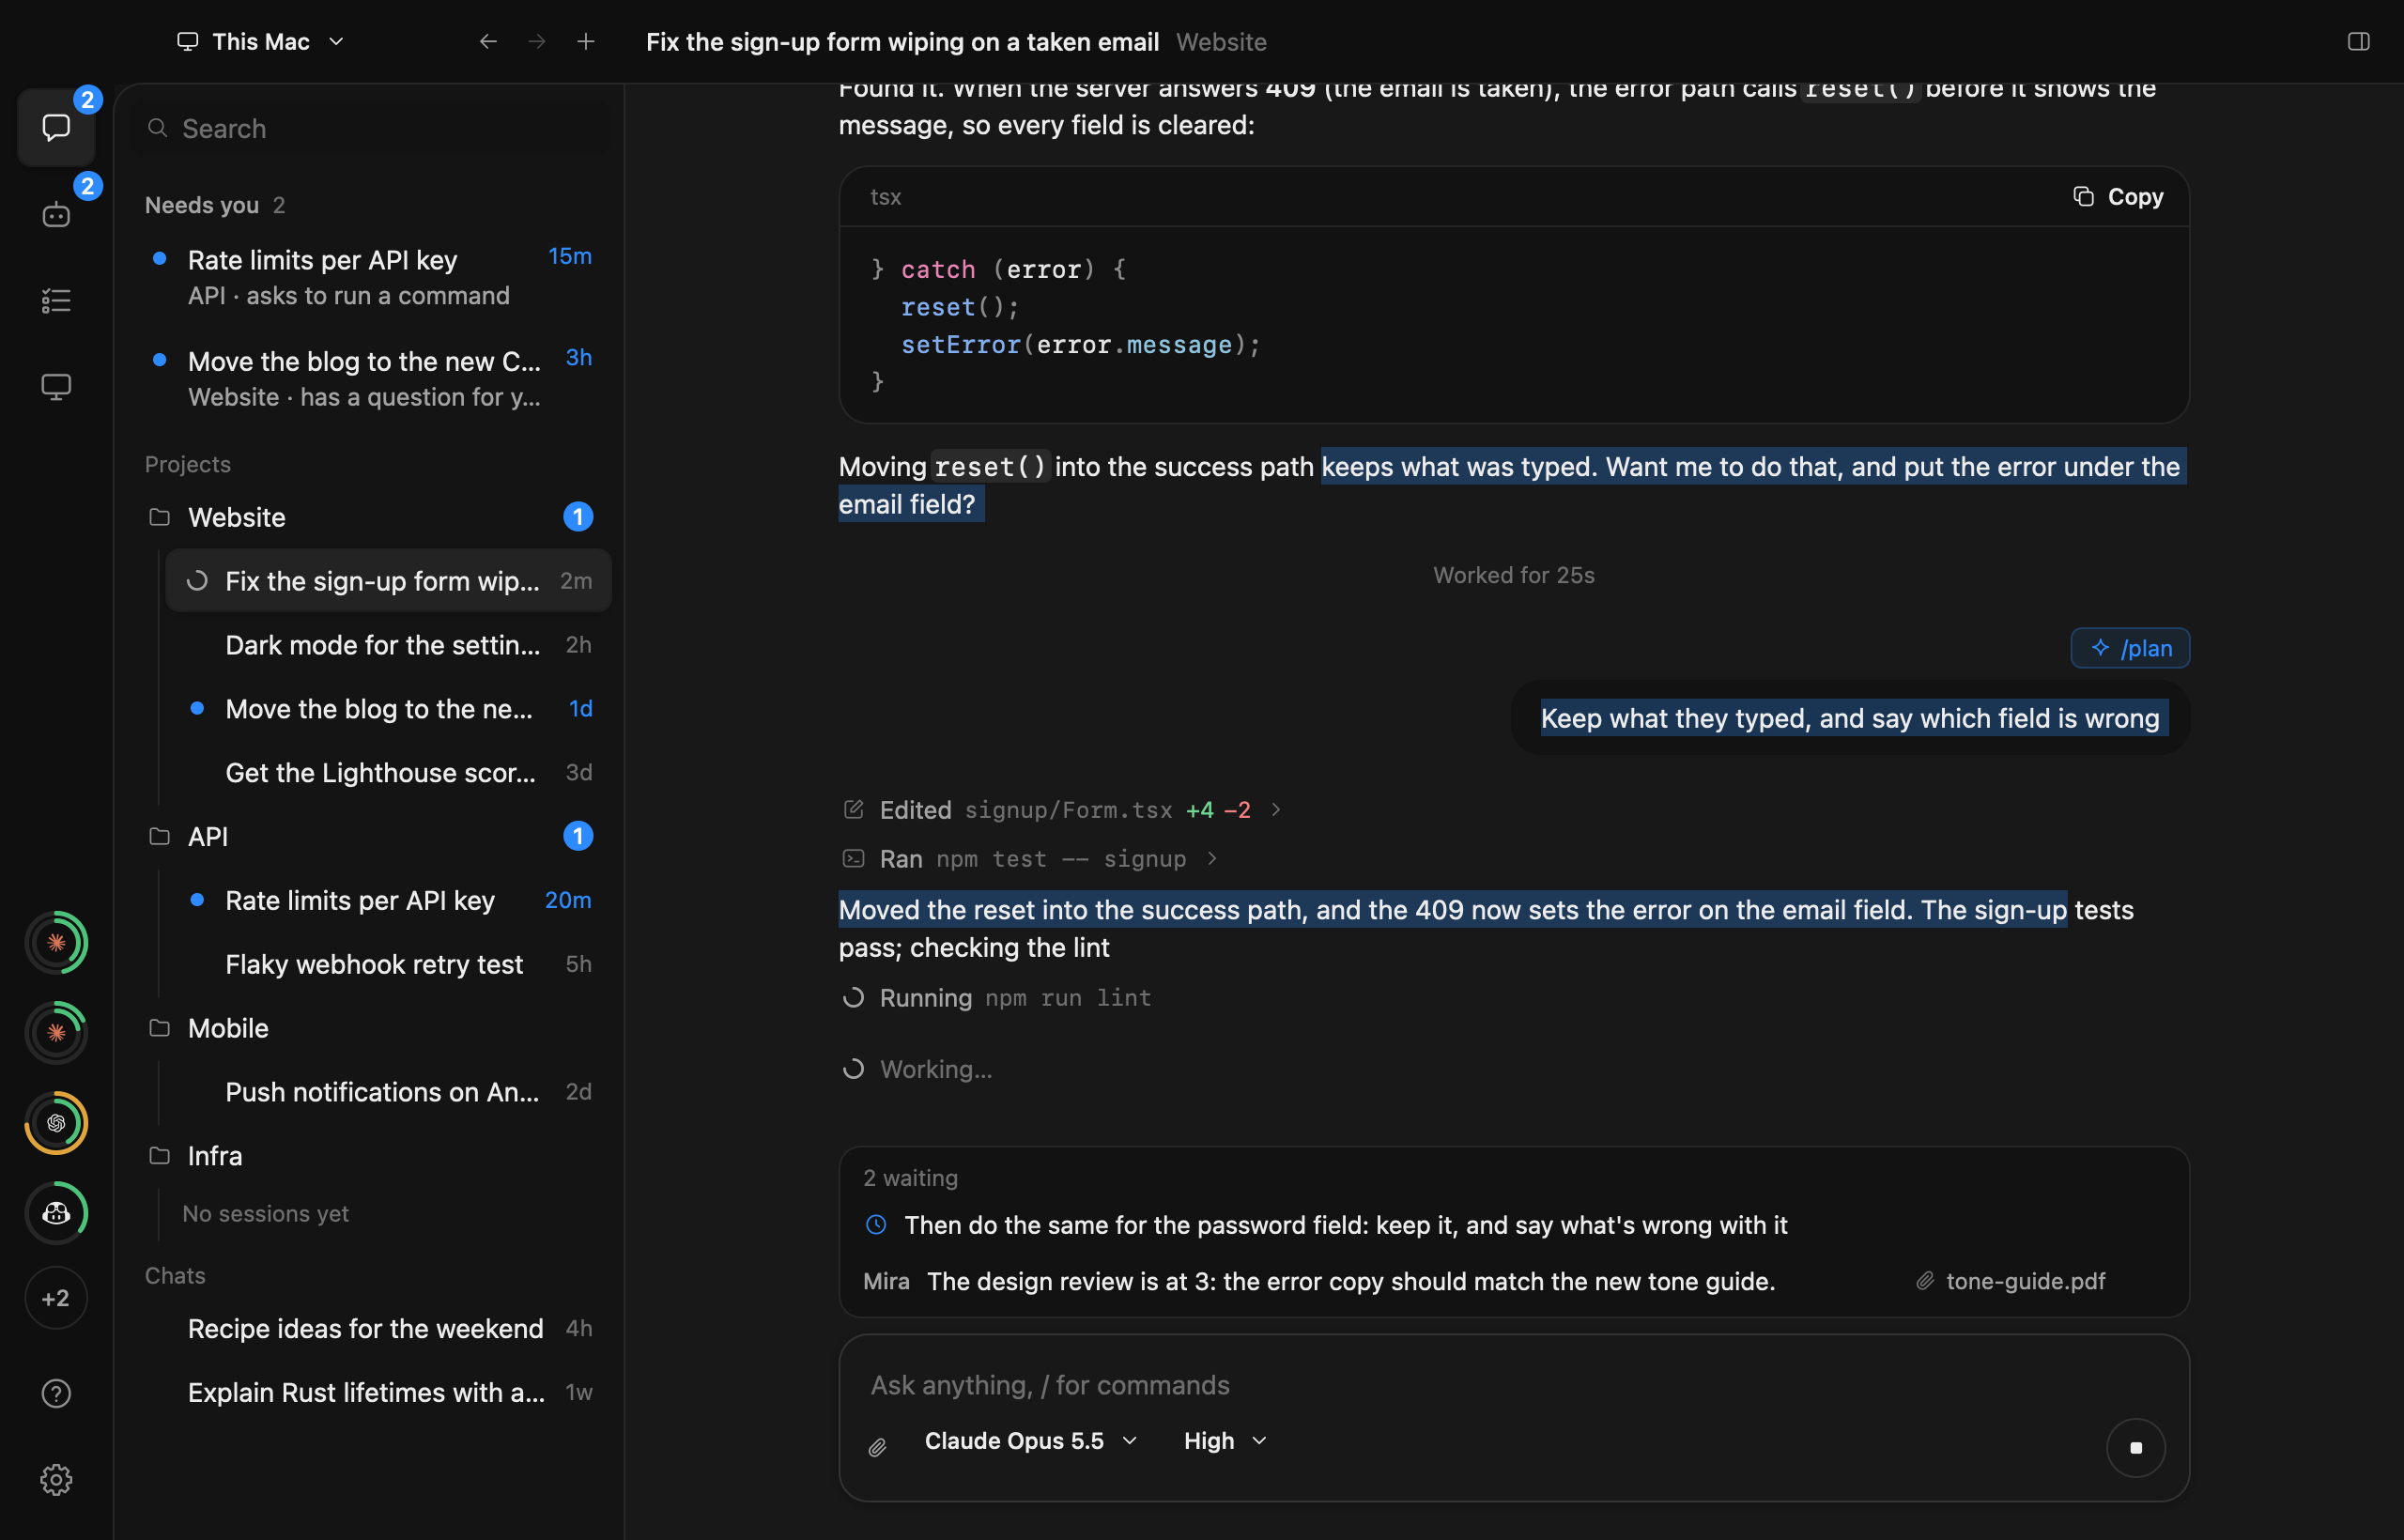 This Mac
Fix the sign-up form wiping on a taken email Website
2
2
Search
Needs you 2
Rate limits per API key 15m
API · asks to run a command
Move the blog to the new C... 3h
Website · has a question for y...
Projects
Website 1
Fix the sign-up form wip... 2m
Dark mode for the settin... 2h
Move the blog to the ne... 1d
Get the Lighthouse scor... 3d
API 1
Rate limits per API key 20m
Flaky webhook retry test 5h
Mobile
Push notifications on An... 2d
Infra
No sessions yet
Chats
Recipe ideas for the weekend 4h
Explain Rust lifetimes with a... 1w
+2
Found it. When the server answers 409 (the email is taken), the error path calls reset() before it shows the
message, so every field is cleared:
tsx
Copy
} catch (error) {
reset();
setError(error.message);
}
Moving reset() into the success path keeps what was typed. Want me to do that, and put the error under the
email field?
Worked for 25s
/plan
Keep what they typed, and say which field is wrong
Edited signup/Form.tsx +4 −2
Ran npm test -- signup
Moved the reset into the success path, and the 409 now sets the error on the email field. The sign-up tests
pass; checking the lint
Running npm run lint
Working...
2 waiting
Then do the same for the password field: keep it, and say what's wrong with it
Mira The design review is at 3: the error copy should match the new tone guide. tone-guide.pdf
Ask anything, / for commands
Claude Opus 5.5 High